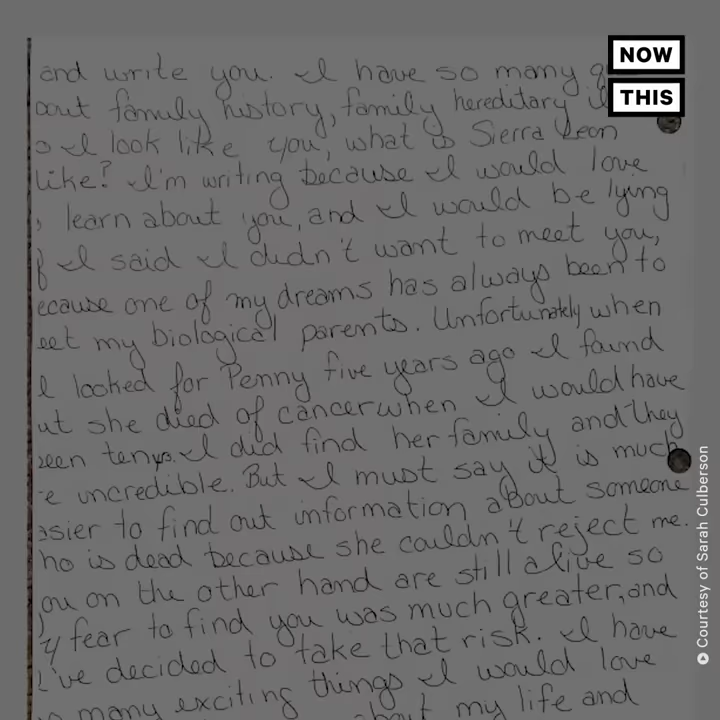 NOW
THIS
and write you. I have so many
out family history, family hereditary
o I look like you, what is Sierra Leon
like? I'm writing because I would love
learn about you, and I would be lying
f I said I didn't want to meet you,
ecause one of my dreams has always been to
eet my biological parents. Unfortunately when
I looked for Penny five years ago I found
ut she died of cancer when I would have
een ten I did find her family and they
e incredible. But I must say it is much
asier to find out information about someone
ho is dead because she couldn't reject me.
ou on the other hand are still alive so
y fear to find you was much greater, and
I've decided to take that risk. I have
o many exciting things I would love
about my life and
Courtesy of Sarah Culberson